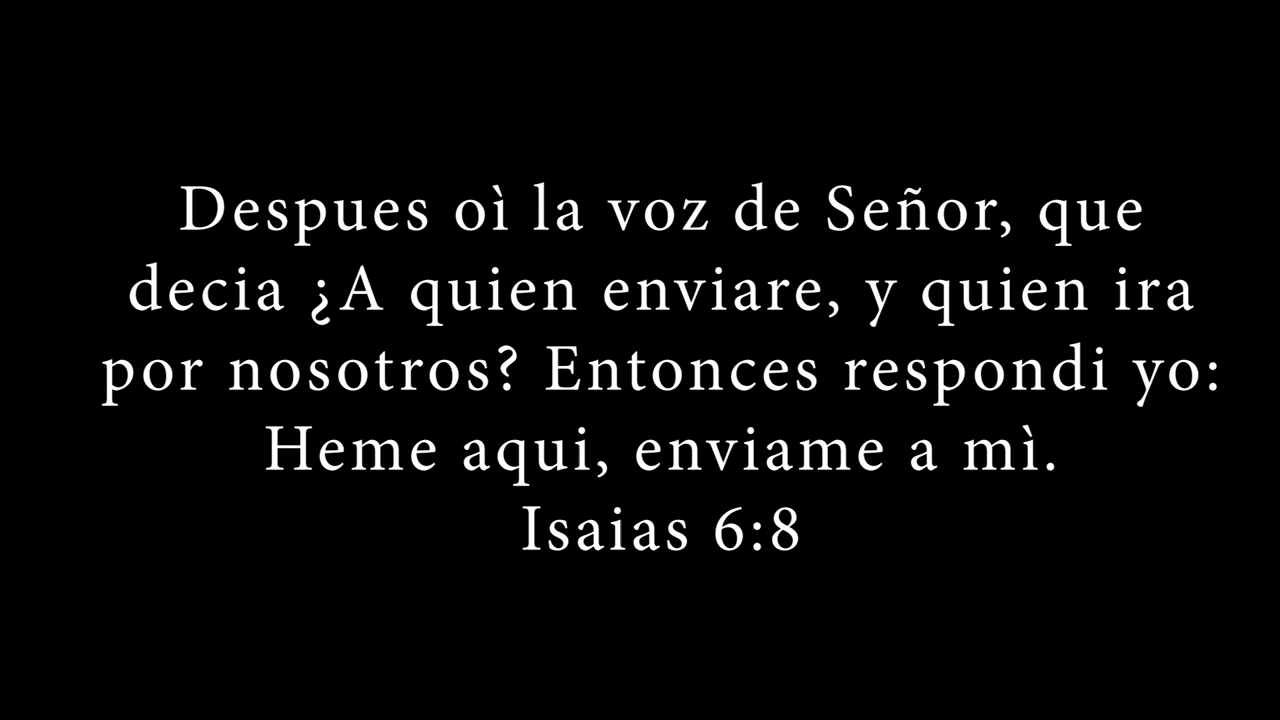 Despues oì la voz de Señor, que
decia ¿A quien enviare, y quien ira
por nosotros? Entonces respondi yo:
Heme aqui, enviame a mì.
Isaias 6:8